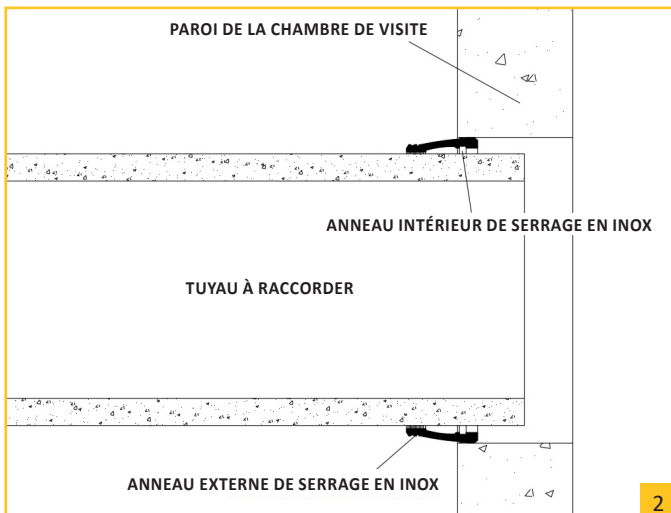 PAROI DE LA CHAMBRE DE VISITE
ANNEAU INTÉRIEUR DE SERRAGE EN INOX
TUYAU À RACCORDER
ANNEAU EXTERNE DE SERRAGE EN INOX
2